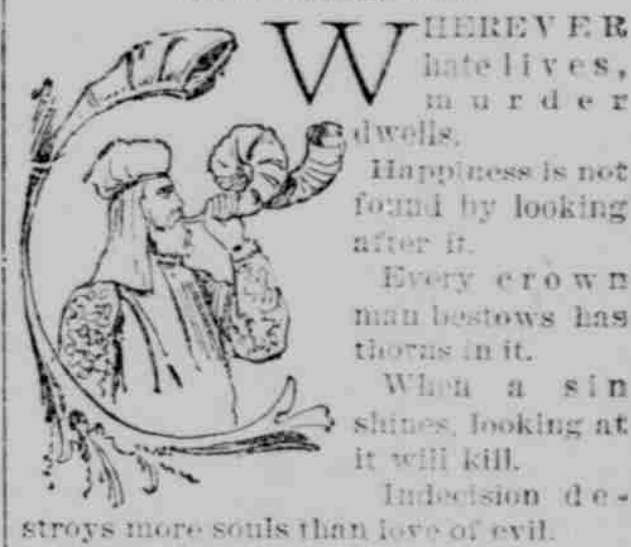 WHEREVER
hate lives,
murder
dwells.
Happiness is not
found by looking
after it.
Every crown
man bestows has
thorns in it.
When a sin
shines, looking at
it will kill.
Indecision de-
stroys more souls than love of evil.